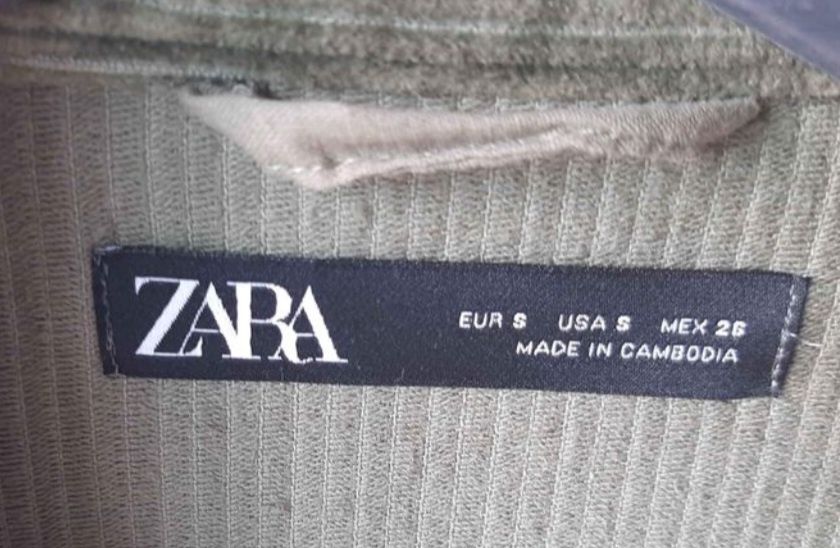 ZARA
EUR S USA S MEX 26
MADE IN CAMBODIA